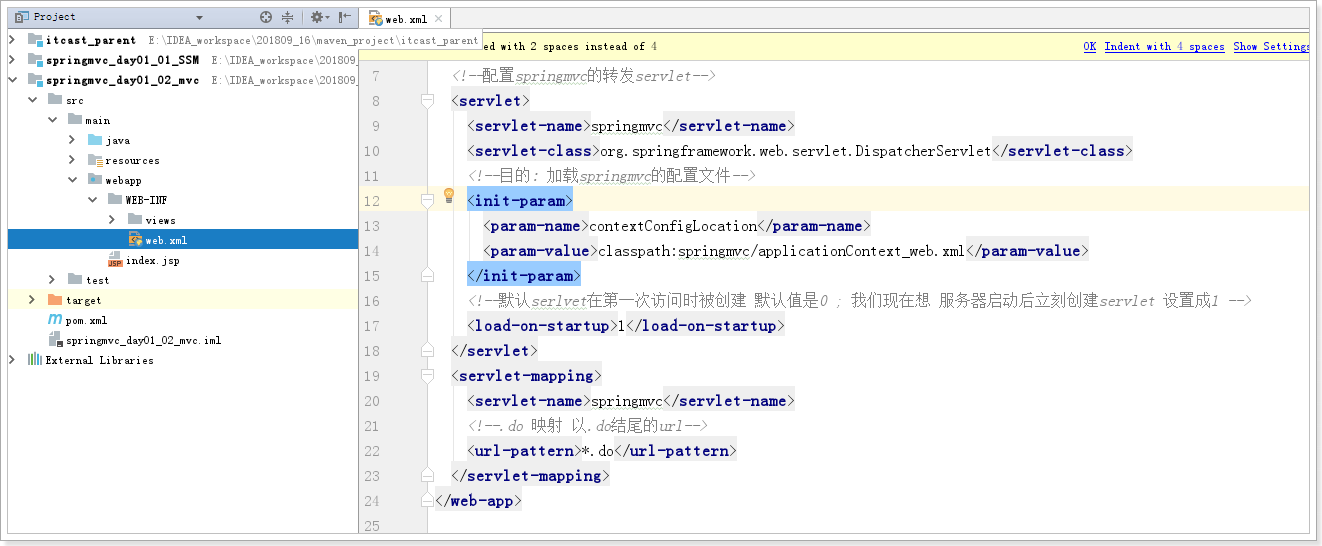 Project
web.xml
itcast_parent E:\IDEA_workspace\201809_16\maven_project\itcast_parent
springmvc_day01_01_SSM E:\IDEA_workspace\201809_
springmvc_day01_02_mvc E:\IDEA_workspace\201809_
src
main
java
resources
webapp
WEB-INF
views
web.xml
index.jsp
test
target
pom.xml
springmvc_day01_02_mvc.iml
External Libraries
ed with 2 spaces instead of 4 OK Indent with 4 spaces Show Settings
7 <!--配置springmvc的转发servlet-->
8 <servlet>
9 <servlet-name>springmvc</servlet-name>
10 <servlet-class>org.springframework.web.servlet.DispatcherServlet</servlet-class>
11 <!--目的: 加载springmvc的配置文件-->
12 <init-param>
13 <param-name>contextConfigLocation</param-name>
14 <param-value>classpath:springmvc/applicationContext_web.xml</param-value>
15 </init-param>
16 <!--默认serlvet在第一次访问时被创建 默认值是0 ; 我们现在想 服务器启动后立刻创建servlet 设置成1 -->
17 <load-on-startup>1</load-on-startup>
18 </servlet>
19 <servlet-mapping>
20 <servlet-name>springmvc</servlet-name>
21 <!--.do 映射 以.do结尾的url-->
22 <url-pattern>*.do</url-pattern>
23 </servlet-mapping>
24 </web-app>
25